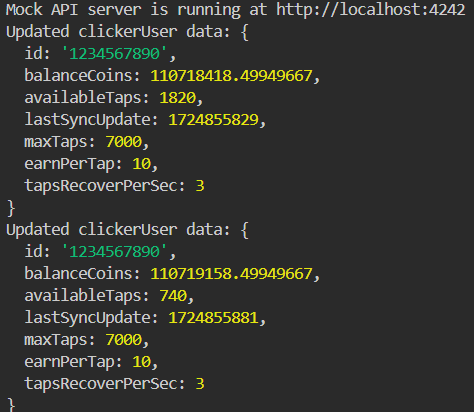 Mock API server is running at http://localhost:4242
Updated clickerUser data: {
  id: '1234567890',
  balanceCoins: 110718418.49949667,
  availableTaps: 1820,
  lastSyncUpdate: 1724855829,
  maxTaps: 7000,
  earnPerTap: 10,
  tapsRecoverPerSec: 3
}
Updated clickerUser data: {
  id: '1234567890',
  balanceCoins: 110719158.49949667,
  availableTaps: 740,
  lastSyncUpdate: 1724855881,
  maxTaps: 7000,
  earnPerTap: 10,
  tapsRecoverPerSec: 3
}